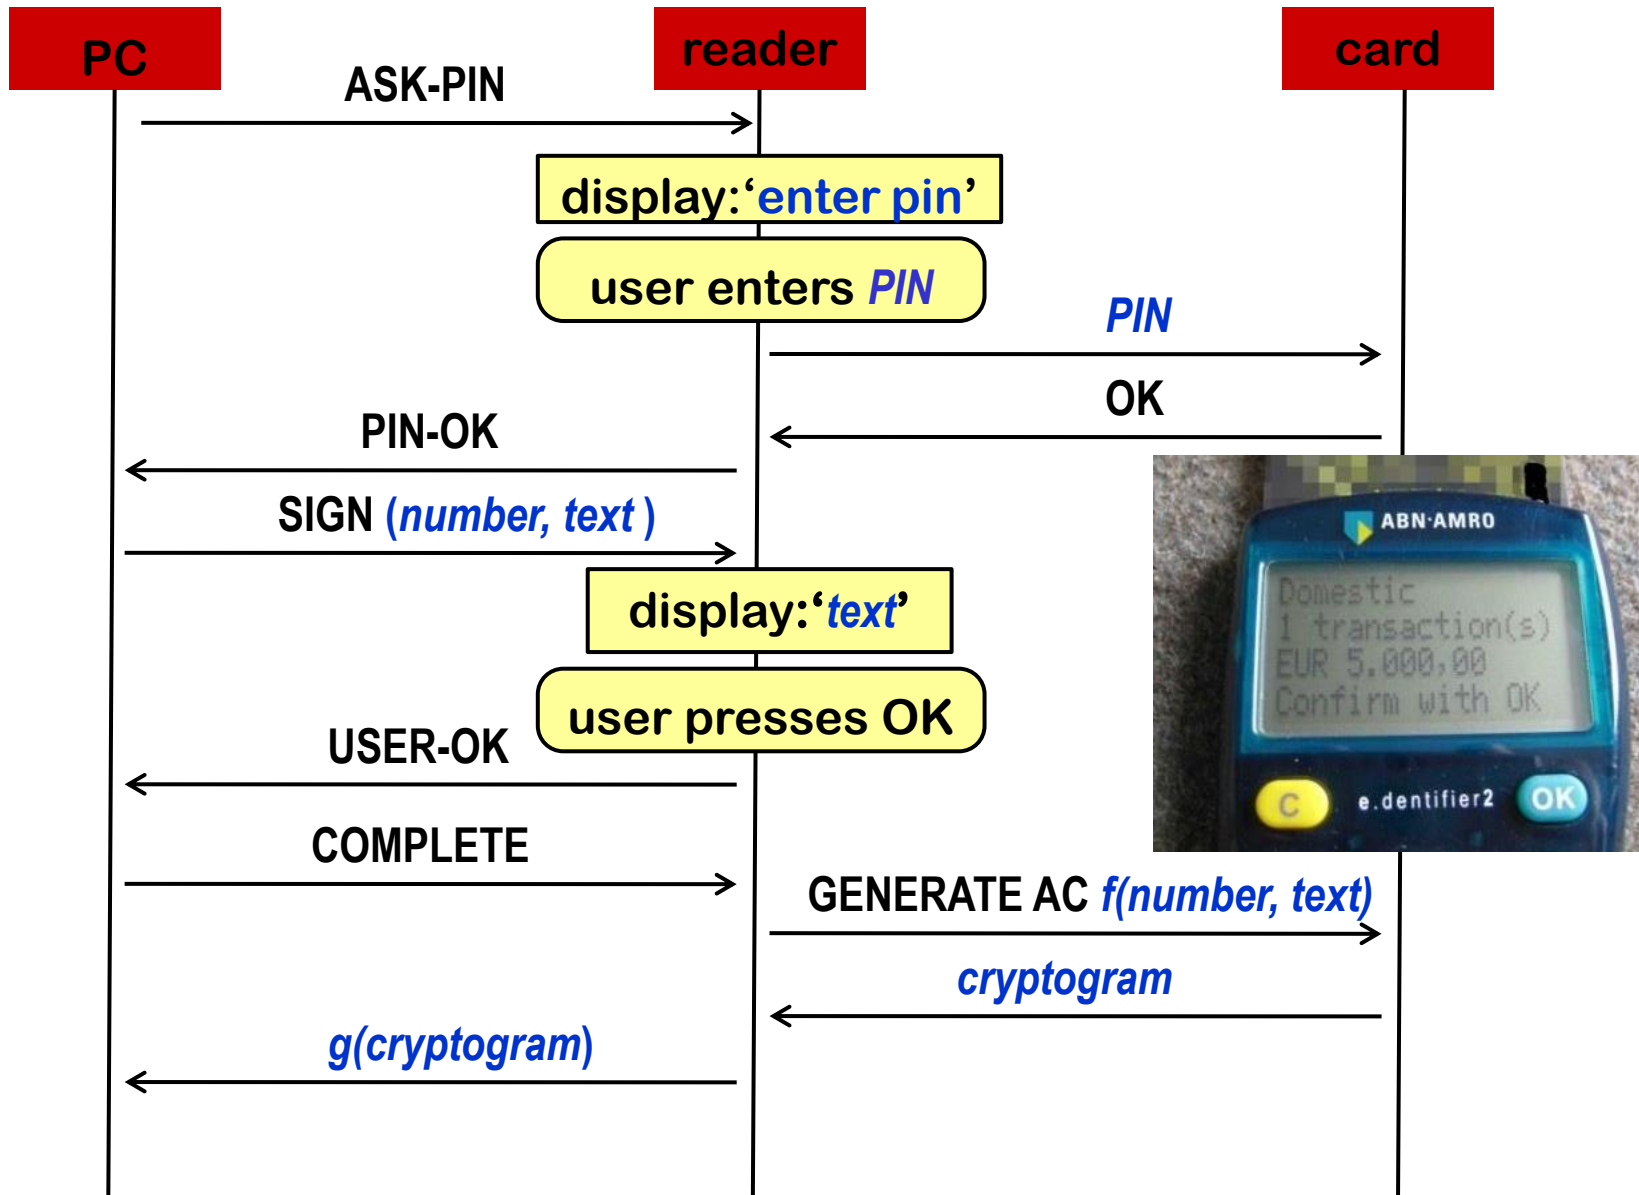 PC
reader
card
ASK-PIN
display:‘enter pin’
user enters PIN
PIN
OK
PIN-OK
SIGN (number, text )
ABN·AMRO
Domestic
1 transaction(s)
EUR 5.000,00
Confirm with OK
display:‘text’
user presses OK
USER-OK
C
e.dentifier2
OK
COMPLETE
GENERATE AC f(number, text)
cryptogram
g(cryptogram)